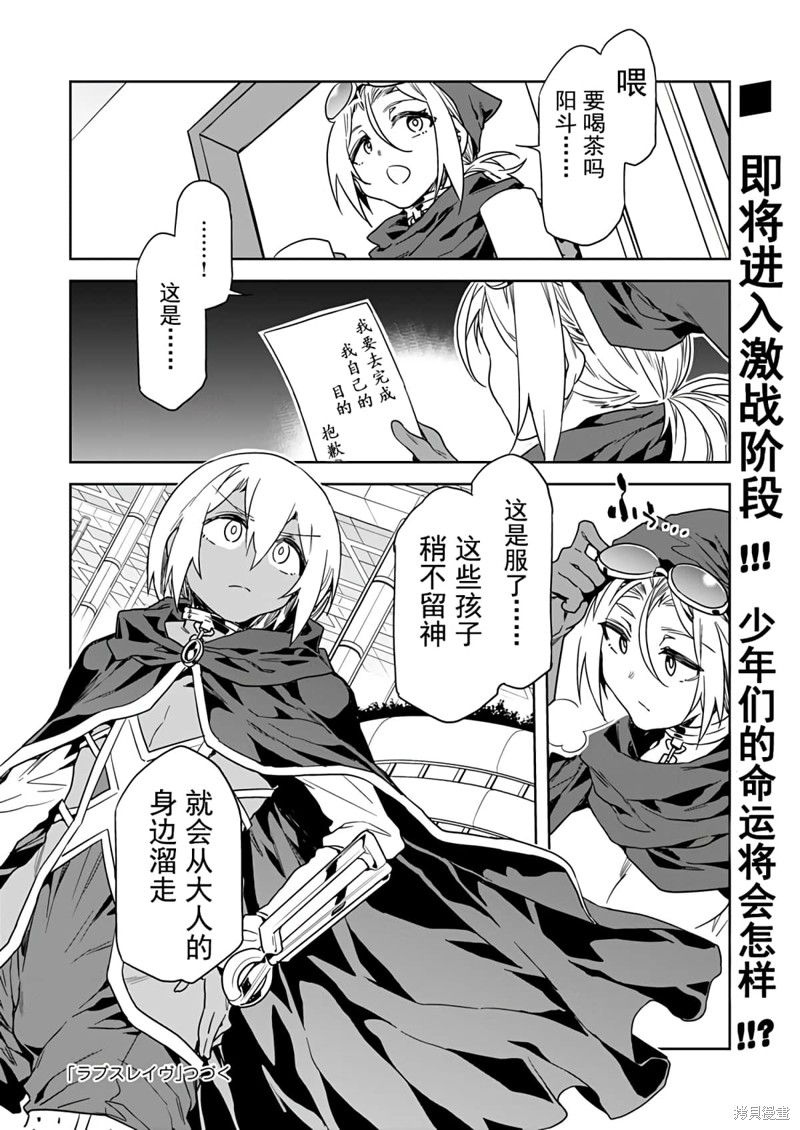 喂
要喝茶吗
阳斗……
………!
这是……
我要去完成
我自己的
目的
抱歉
ふぅ……
这是服了……
这些孩子
稍不留神
就会从大人的
身边溜走
「ラブスレイヴ」つづく
■ 即将进入激战阶段!!! 少年们的命运将会怎样!!?
拷贝漫畫